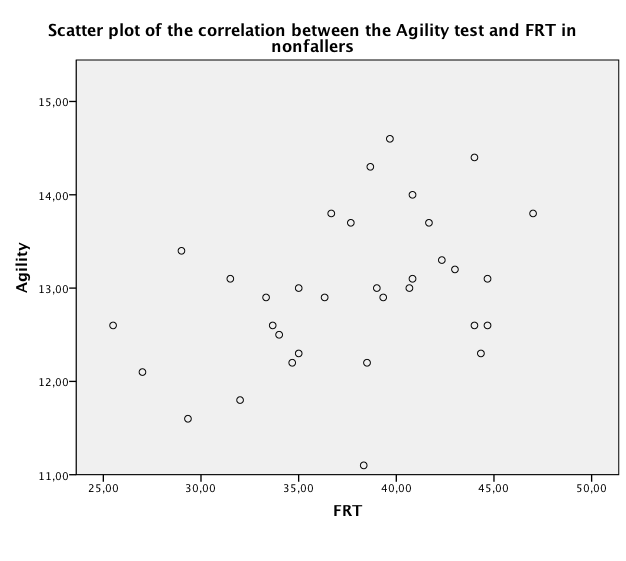 Scatter plot of the correlation between the Agility test and FRT in
nonfallers
15,00
14,00
13,00
12,00
11,00
Agility
25,00 30,00 35,00 40,00 45,00 50,00
FRT